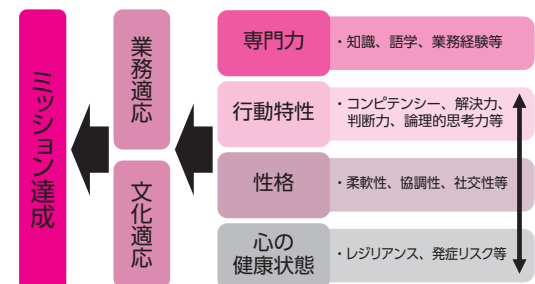 ミッション達成
業務適応
文化適応
専門力
・知識、語学、業務経験等
行動特性
・コンピテンシー、解決力、
判断力、論理的思考力等
性格
・柔軟性、協調性、社交性等
心の
健康状態
・レジリアンス、発症リスク等